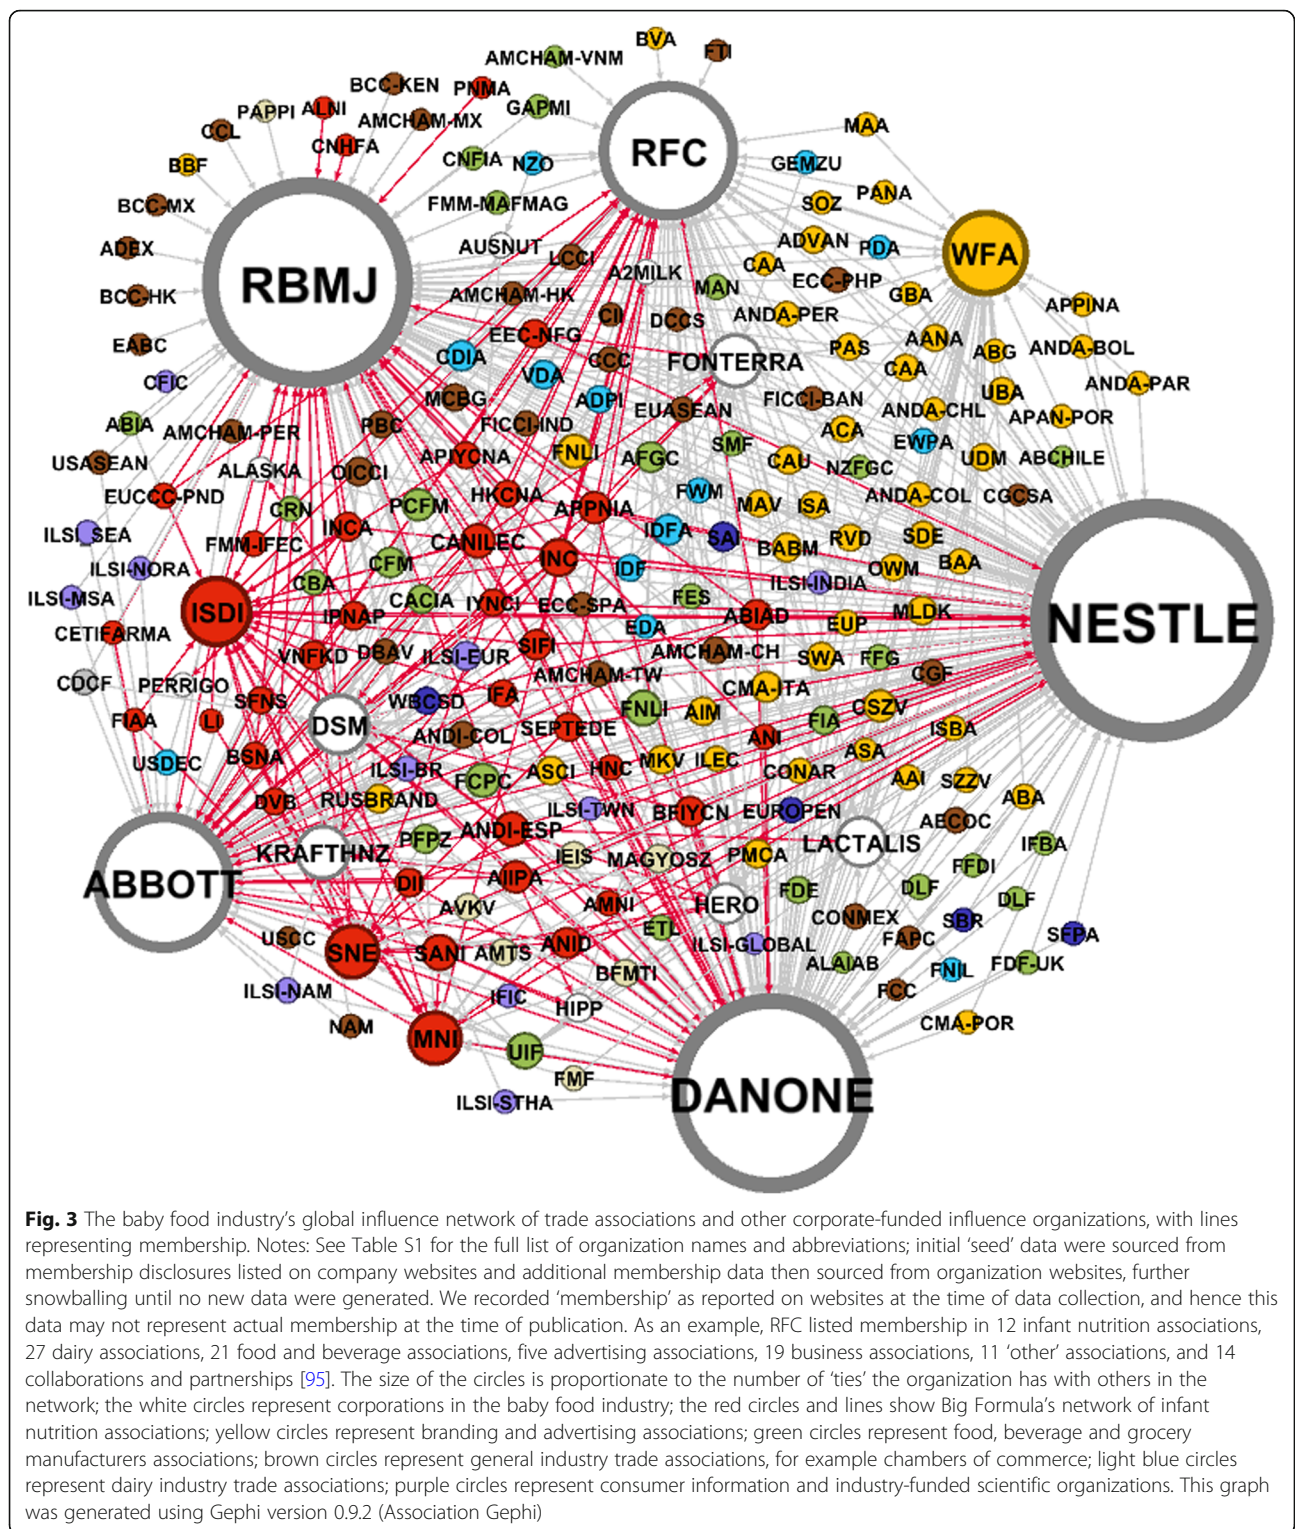 BVA
FTI
AMCHAM-VNM
BCC-KEN
PNMA
GAPMI
PAPPI
ALNI
AMCHAM-MX
CCL
CNHFA
MAA
RFC
BBF
CNFIA
NZO
GEMZU
PANA
BCC-MX
FMM-MAFMAG
SOZ
ADEX
AUSNUT
LCCI
ADVAN
PDA
WFA
CAA
A2MILK
MAN
ECC-PHP
RBMJ
BCC-HK
AMCHAM-HK
CII
DCCS
ANDA-PER
GBA
APPINA
EABC
EEC-NFG
AANA
CDIA
CCC
FONTERRA
PAS
ABG
ANDA-BOL
CFIC
VDA
CAA
ANDA-PAR
MCBG
ADPI
EUASEAN
FICCI-BAN
UBA
ABIA
AMCHAM-PER
PBC
FICCI-IND
ANDA-CHL
APAN-POR
ACA
EWPA
SMF
USASEAN
ALASKA
OICCI
APIYCNA
FNLI
AFGC
CAU
NZFGC
UDM
ABCHILE
EUCCC-PND
CRN
PCFM
HKCNA
APPNIA
FWM
MAV
ISA
ANDA-COL
CGCSA
ILSI-SEA
INCA
IDFA
SAI
FMM-IFEC
CANILEC
INC
BABM
RVD
SDE
ILSI-NORA
CFM
IDF
OWM
BAA
CBA
ILSI-INDIA
ILSI-MSA
ISDI
CACIA
IYNCI
ECC-SPA
FES
MLDK
IPNAP
ABIAD
EUP
NESTLE
CETIFARMA
EDA
SIFI
VNFKD
DBAV
ILSI-EUR
AMCHAM-CH
SWA
FFG
CDCF
PERRIGO
AMCHAM-TW
CGF
SFNS
WBCSD
IFA
CMA-ITA
FIAA
LI
DSM
FNLI
AIM
FIA
CSZV
ANDI-COL
SEPTEDE
ANI
ISBA
USDEC
BSNA
ILSI-BR
FCPC
ASCI
HNC
MKV
ILEC
CONAR
ASA
AAI
SZZV
DVB
RUSBRAND
ILSI-TWN
BFIYCN
EUROPEN
ABA
ABCOC
PFPZ
ANDI-ESP
KRAFTHNZ
IEIS
MAGYOSZ
PMCA
LACTALIS
IFBA
ABBOTT
DII
AIIPA
FFDI
FDE
DLF
DLF
AVKV
AMNI
HERO
CONMEX
SBR
SFPA
ETL
USCC
SNE
SANI
AMTS
ANID
ILSI-GLOBAL
FAPC
BFMTI
ALAIAB
FNIL
FDF-UK
ILSI-NAM
IFIC
HIPP
FCC
NAM
MNI
UIF
CMA-POR
FMF
DANONE
ILSI-STHA
Fig. 3 The baby food industry's global influence network of trade associations and other corporate-funded influence organizations, with lines
representing membership. Notes: See Table S1 for the full list of organization names and abbreviations; initial 'seed' data were sourced from
membership disclosures listed on company websites and additional membership data then sourced from organization websites, further
snowballing until no new data were generated. We recorded 'membership' as reported on websites at the time of data collection, and hence this
data may not represent actual membership at the time of publication. As an example, RFC listed membership in 12 infant nutrition associations,
27 dairy associations, 21 food and beverage associations, five advertising associations, 19 business associations, 11 'other' associations, and 14
collaborations and partnerships [95]. The size of the circles is proportionate to the number of 'ties' the organization has with others in the
network; the white circles represent corporations in the baby food industry; the red circles and lines show Big Formula's network of infant
nutrition associations; yellow circles represent branding and advertising associations; green circles represent food, beverage and grocery
manufacturers associations; brown circles represent general industry trade associations, for example chambers of commerce; light blue circles
represent dairy industry trade associations; purple circles represent consumer information and industry-funded scientific organizations. This graph
was generated using Gephi version 0.9.2 (Association Gephi)